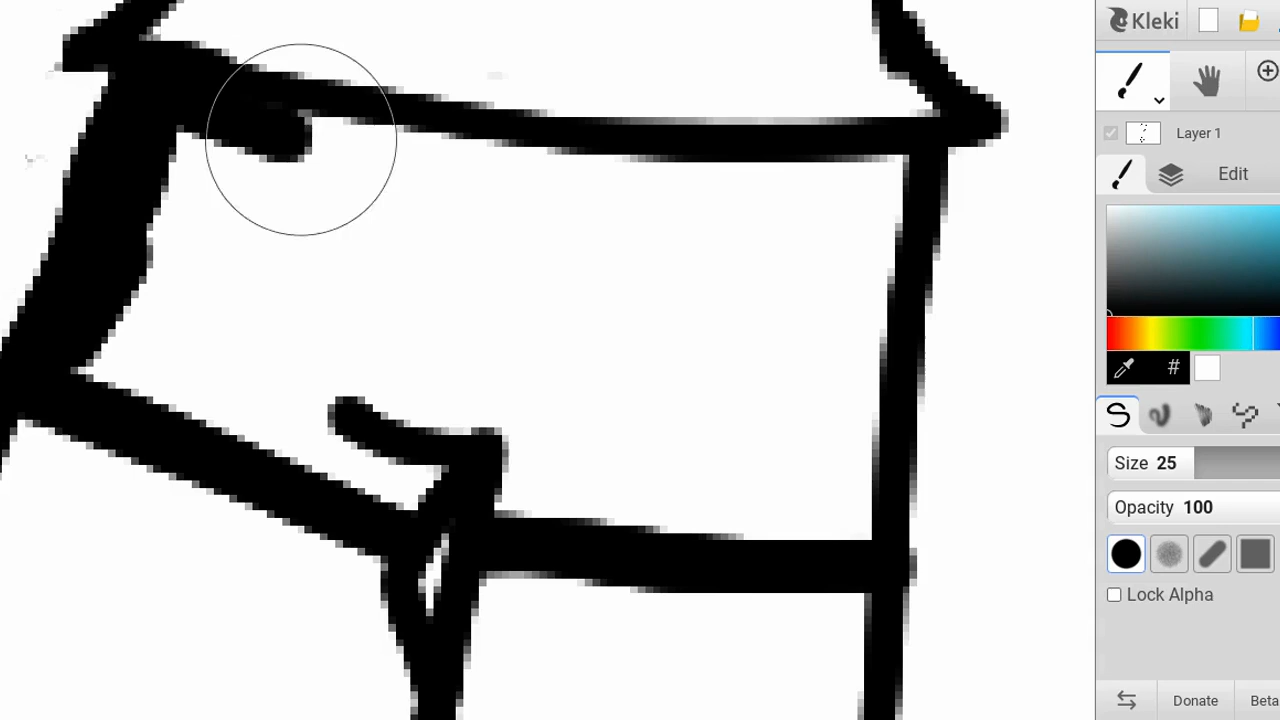 Kleki
Layer 1
Edit
#
Size 25
Opacity 100
Lock Alpha
Donate
Beta